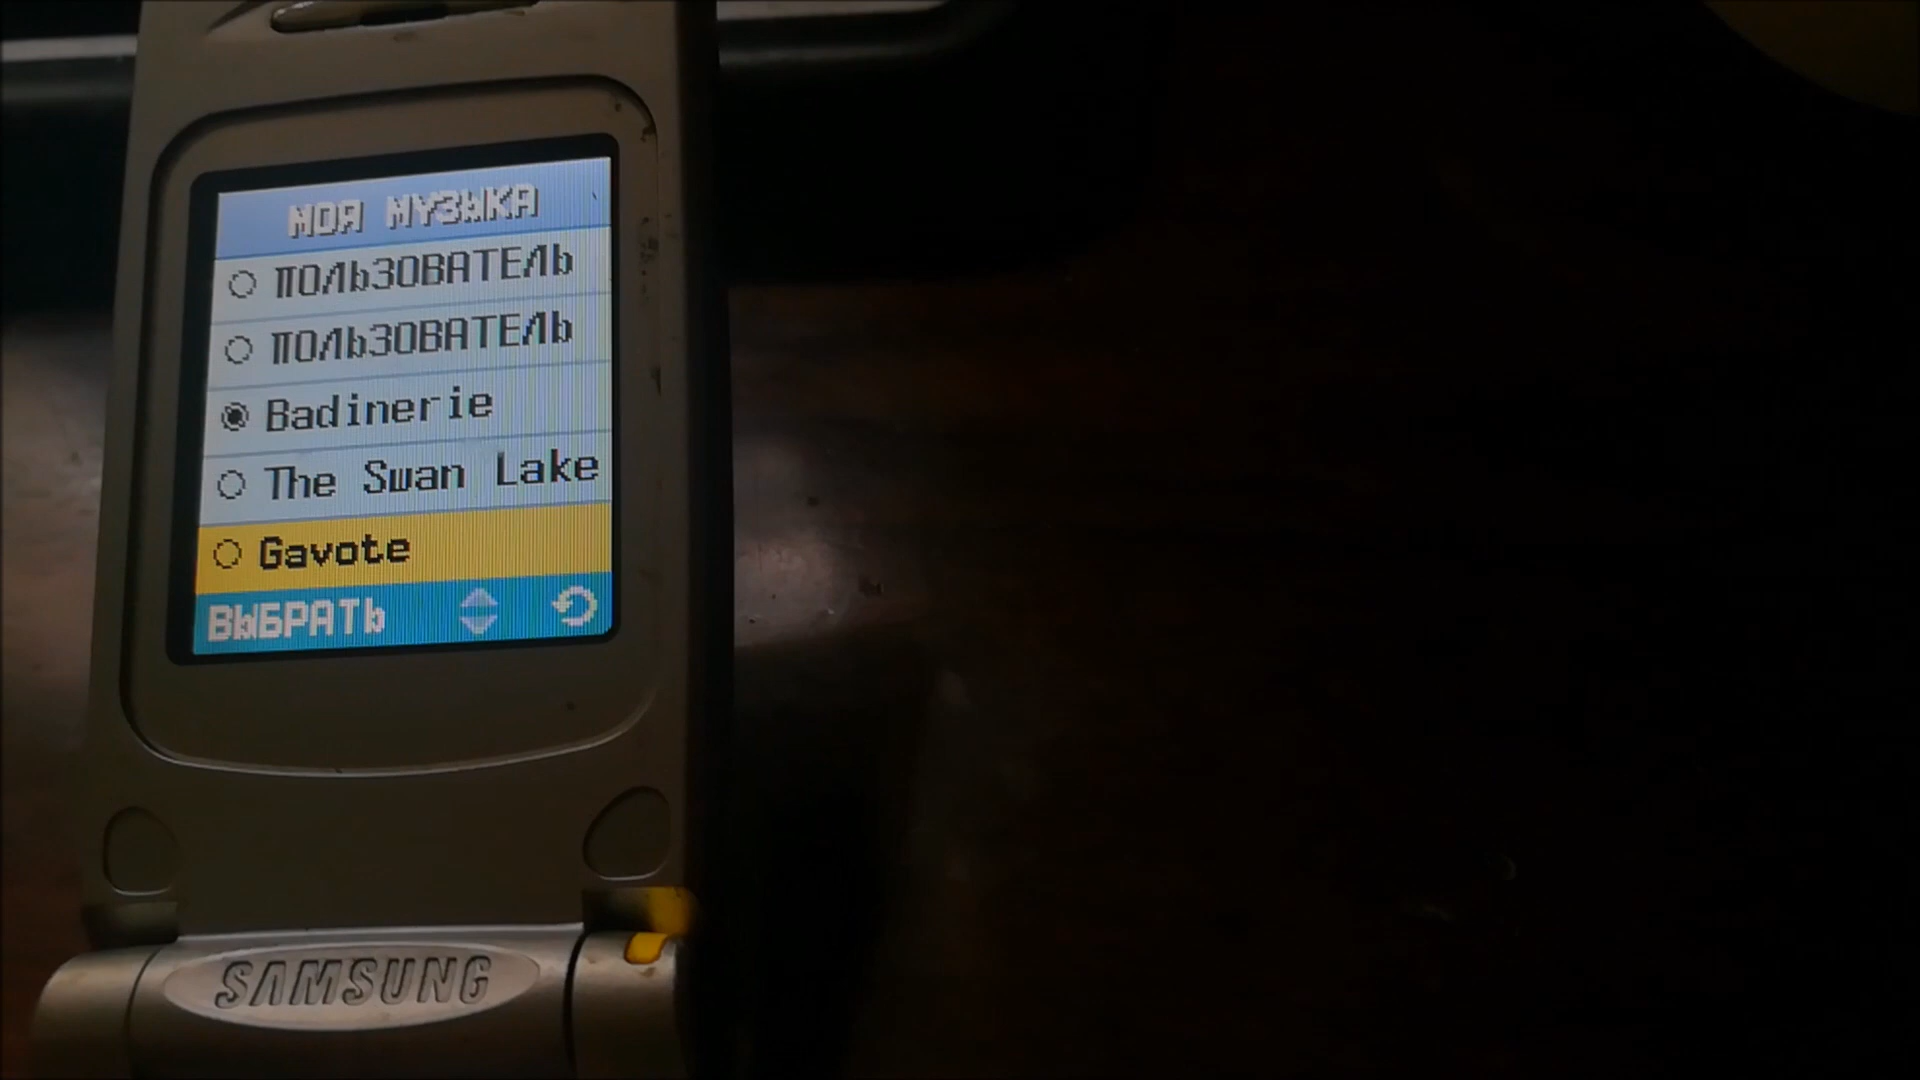 МОЯ МУЗЫКА
ПОЛЬЗОВАТЕЛЬ
ПОЛЬЗОВАТЕЛЬ
Badinerie
The Swan Lake
Gavote
ВЫБРАТЬ
SAMSUNG